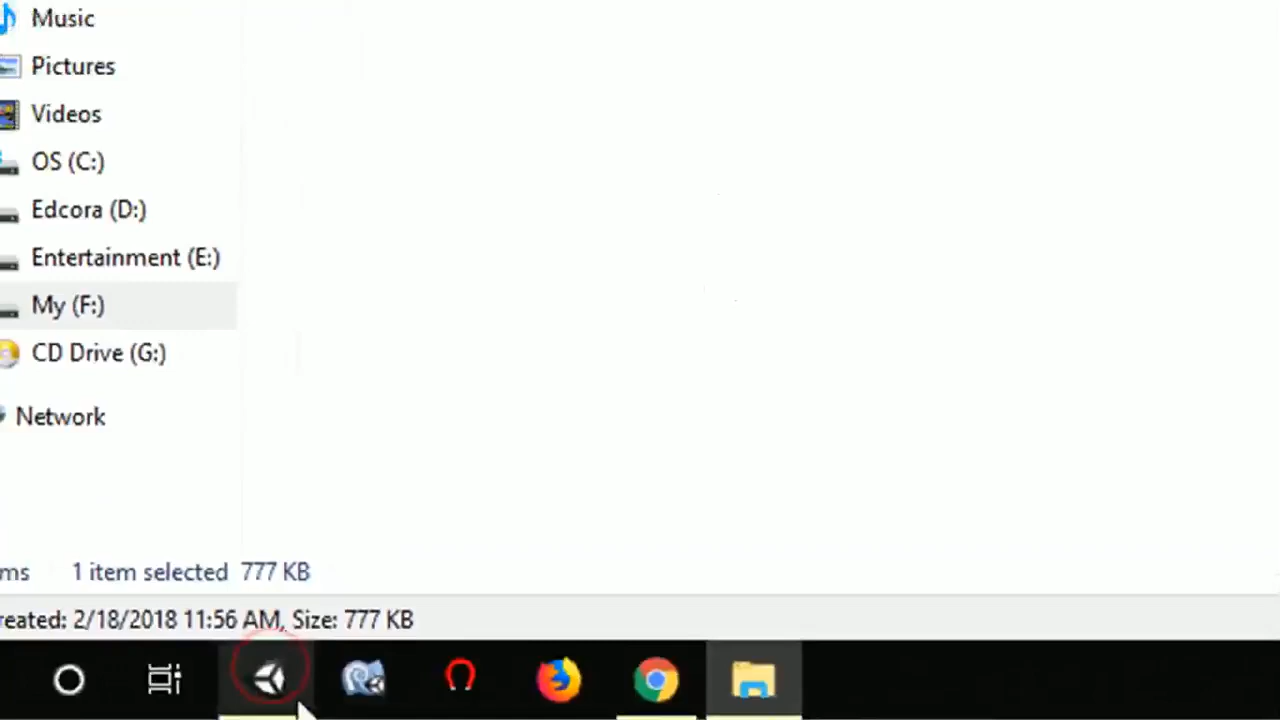 Music
Pictures
Videos
OS (C:)
Edcora (D:)
Entertainment (E:)
My (F:)
CD Drive (G:)
Network
ms 1 item selected 777 KB
reated: 2/18/2018 11:56 AM, Size: 777 KB